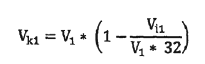 V_k1 = V_1 * (1 - V_i1 / (V_1 * 32))